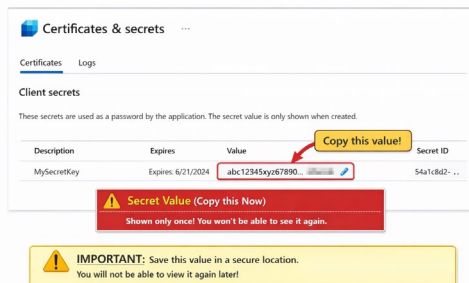 Certificates & secrets ...
Certificates Logs
Client secrets
These secrets are used as a password by the application. The secret value is only shown when created.
Copy this value!
Description Expires Value Secret ID
MySecretKey Expires: 6/21/2024 abc12345xyz67890... 54a1c8d2- ..
Secret Value (Copy this Now)
Shown only once! You won't be able to see it again.
IMPORTANT: Save this value in a secure location.
You will not be able to view it again later!